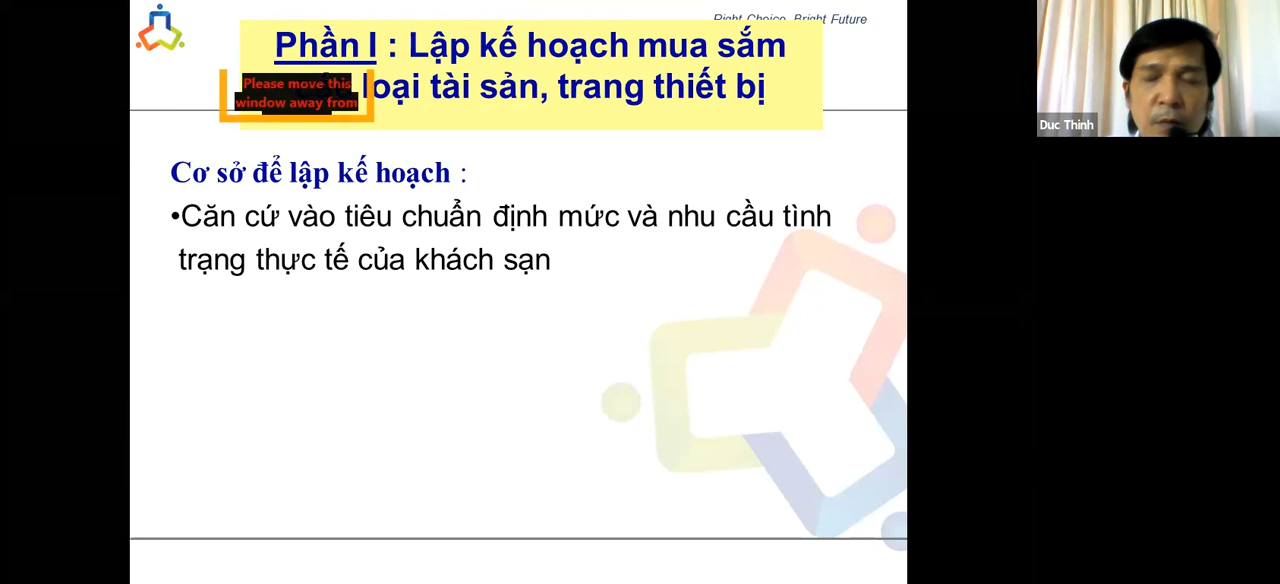 Right Choice, Bright Future
Phần I : Lập kế hoạch mua sắm
loại tài sản, trang thiết bị
Please move this
window away from
Duc Thinh
Cơ sở để lập kế hoạch :
•Căn cứ vào tiêu chuẩn định mức và nhu cầu tình
trạng thực tế của khách sạn